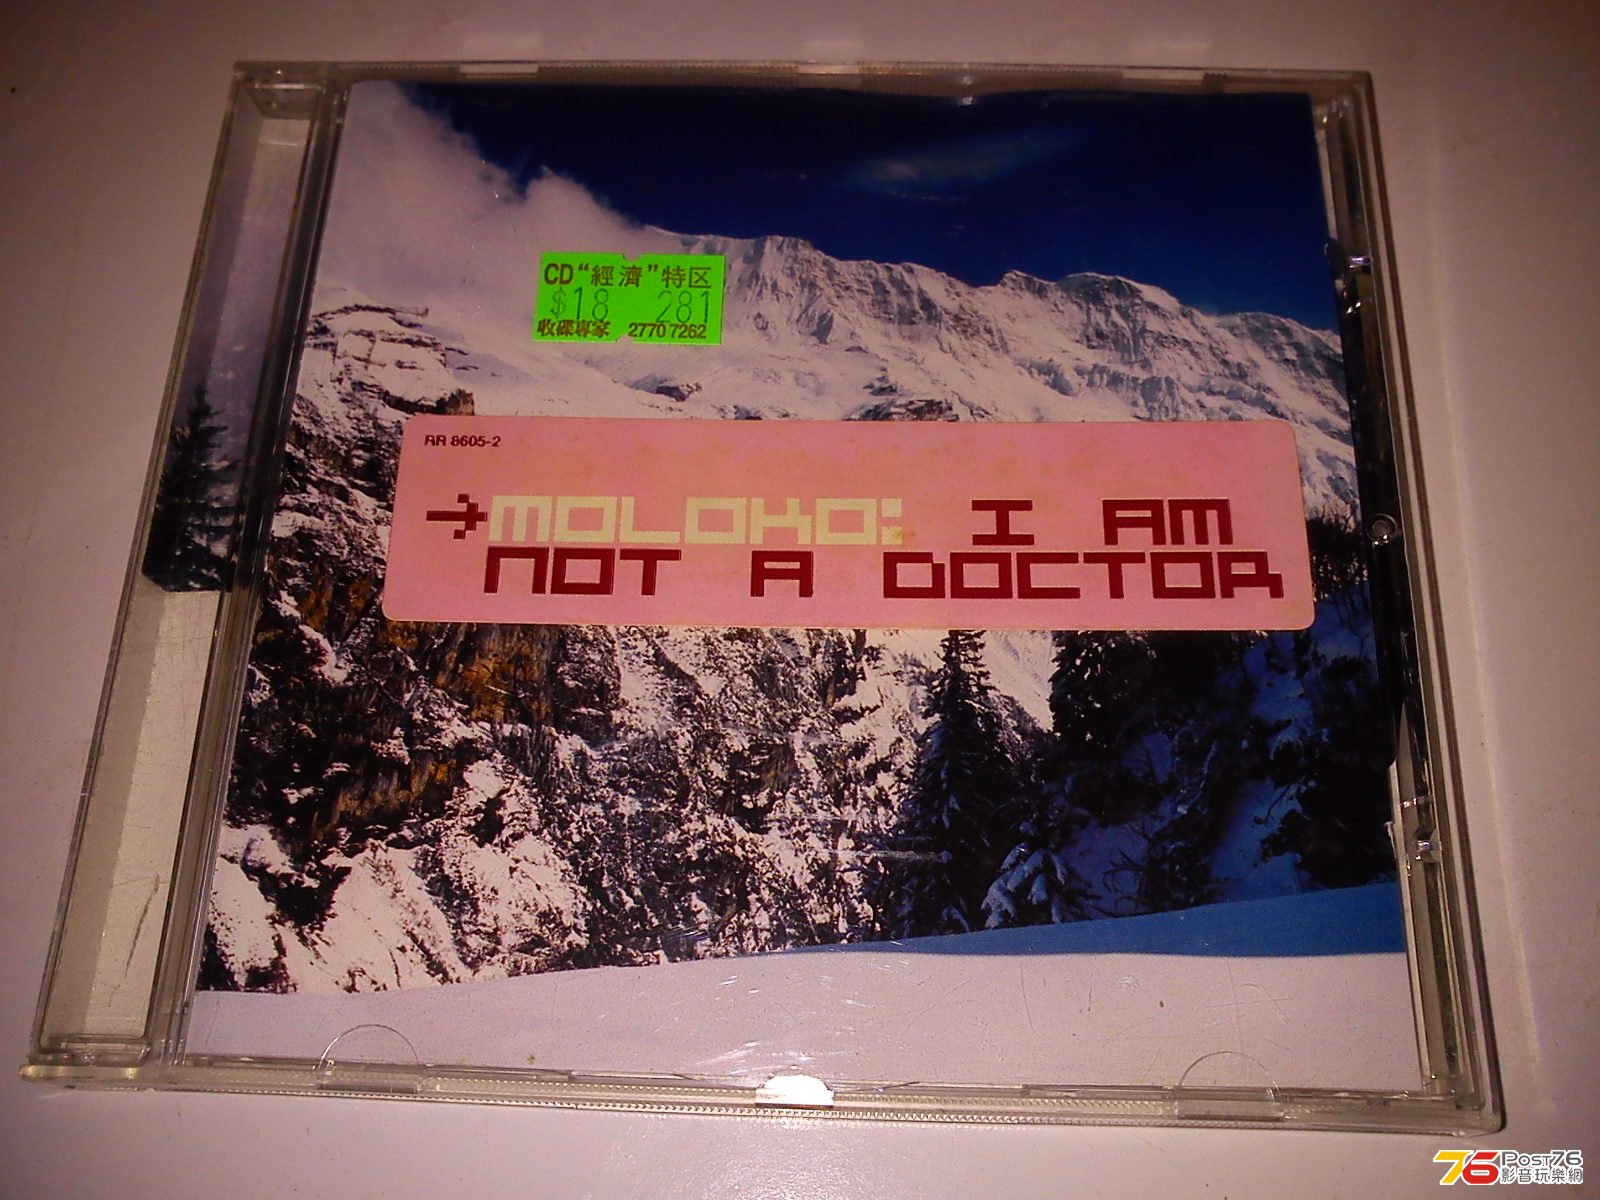 CD“經濟”特区
$18 281
收碟專家 2770 7262
RR 8605-2
→MOLOKO: I AM
NOT A DOCTOR
76 Post76
影音玩樂網